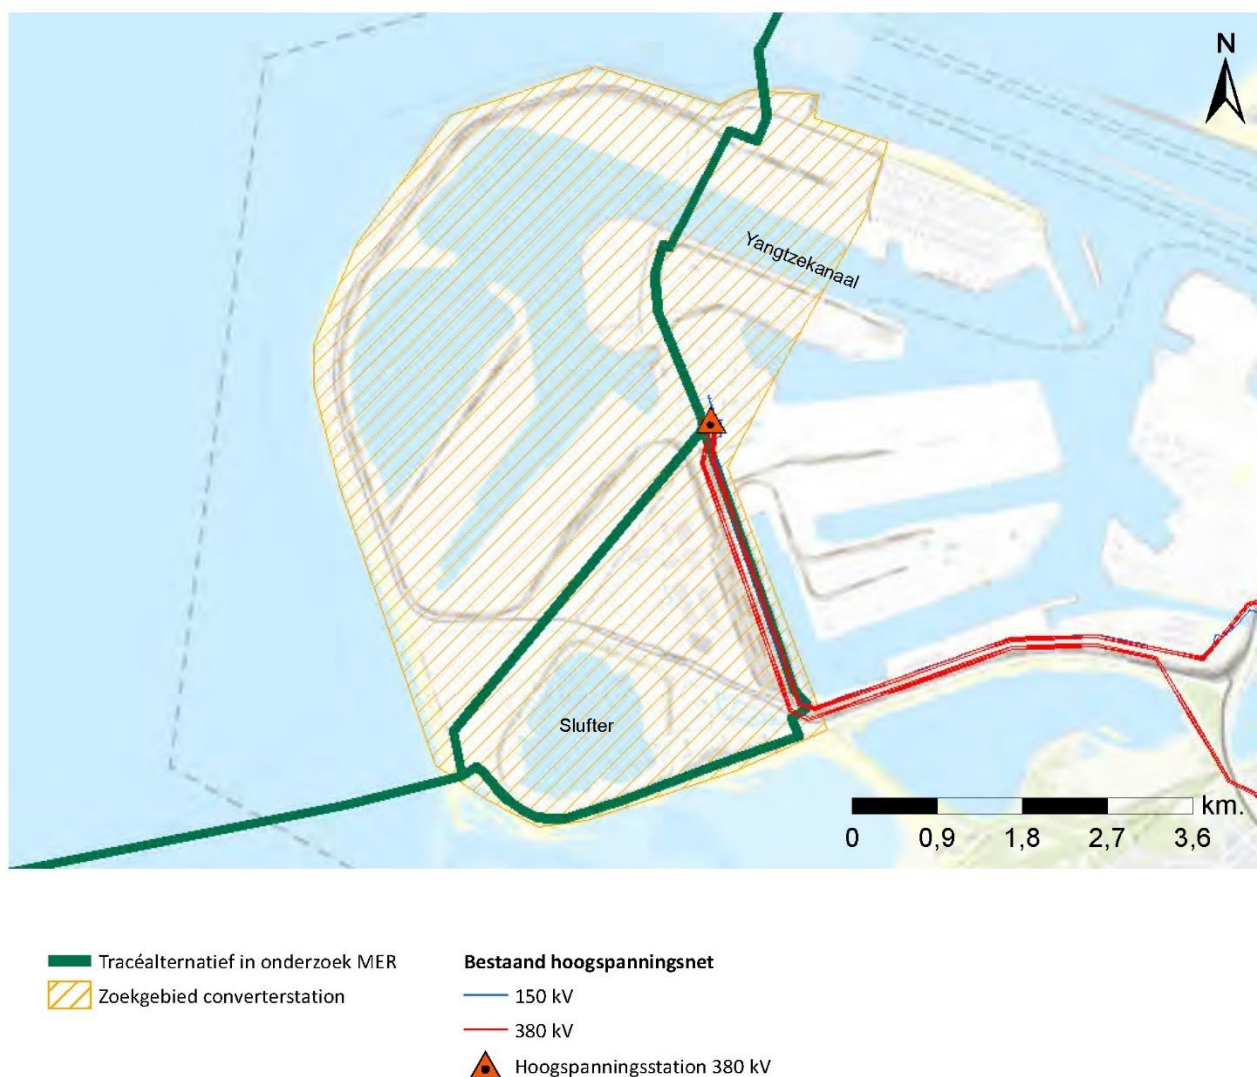 N
Yangtzekanaal
Slufter
km.
0 0,9 1,8 2,7 3,6
Tracéalternatief in onderzoek MER
Zoekgebied converterstation
Bestaand hoogspanningsnet
150 kV
380 kV
Hoogspanningsstation 380 kV